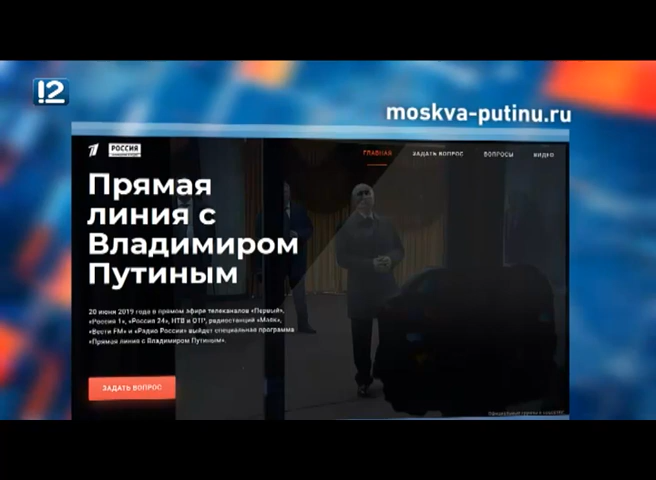 12
moskva-putinu.ru
РОССИЯ
ГЛАВНАЯ ЗАДАТЬ ВОПРОС ВОПРОСЫ ВИДЕО
Прямая
линия с
Владимиром
Путиным
20 июня 2019 года в прямом эфире телеканалов «Первый»,
«Россия 1», «Россия 24», НТВ и ОТР, радиостанций «Маяк»,
«Вести FM» и «Радио России» выйдет специальная программа
«Прямая линия с Владимиром Путиным».
ЗАДАТЬ ВОПРОС